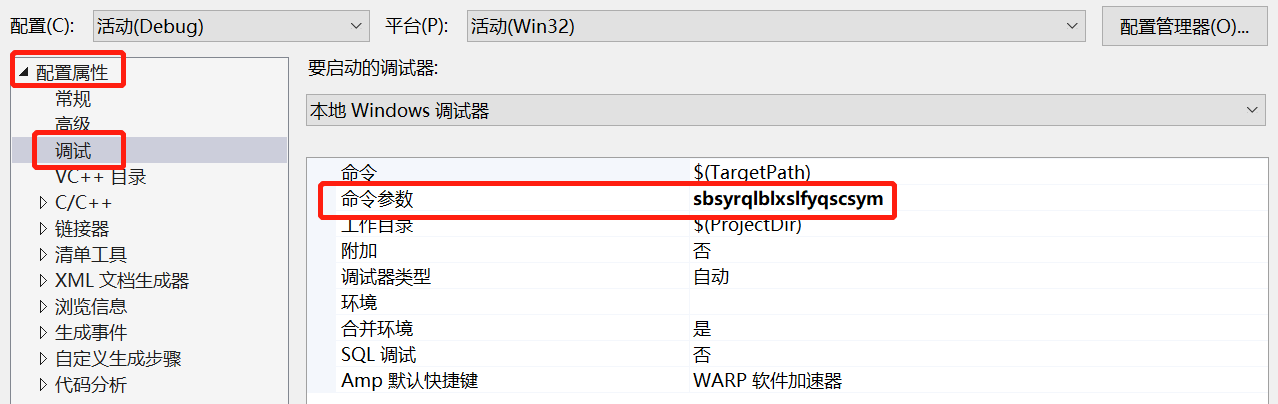 配置(C): 活动(Debug) 平台(P): 活动(Win32) 配置管理器(O)...
配置属性
常规
高级
调试
VC++ 目录
C/C++
链接器
清单工具
XML 文档生成器
浏览信息
生成事件
自定义生成步骤
代码分析
要启动的调试器:
本地 Windows 调试器
命令 $(TargetPath)
命令参数 sbsyrqlblxslfyqscsym
工作目录 $(ProjectDir)
附加 否
调试器类型 自动
环境
合并环境 是
SQL 调试 否
Amp 默认快捷键 WARP 软件加速器